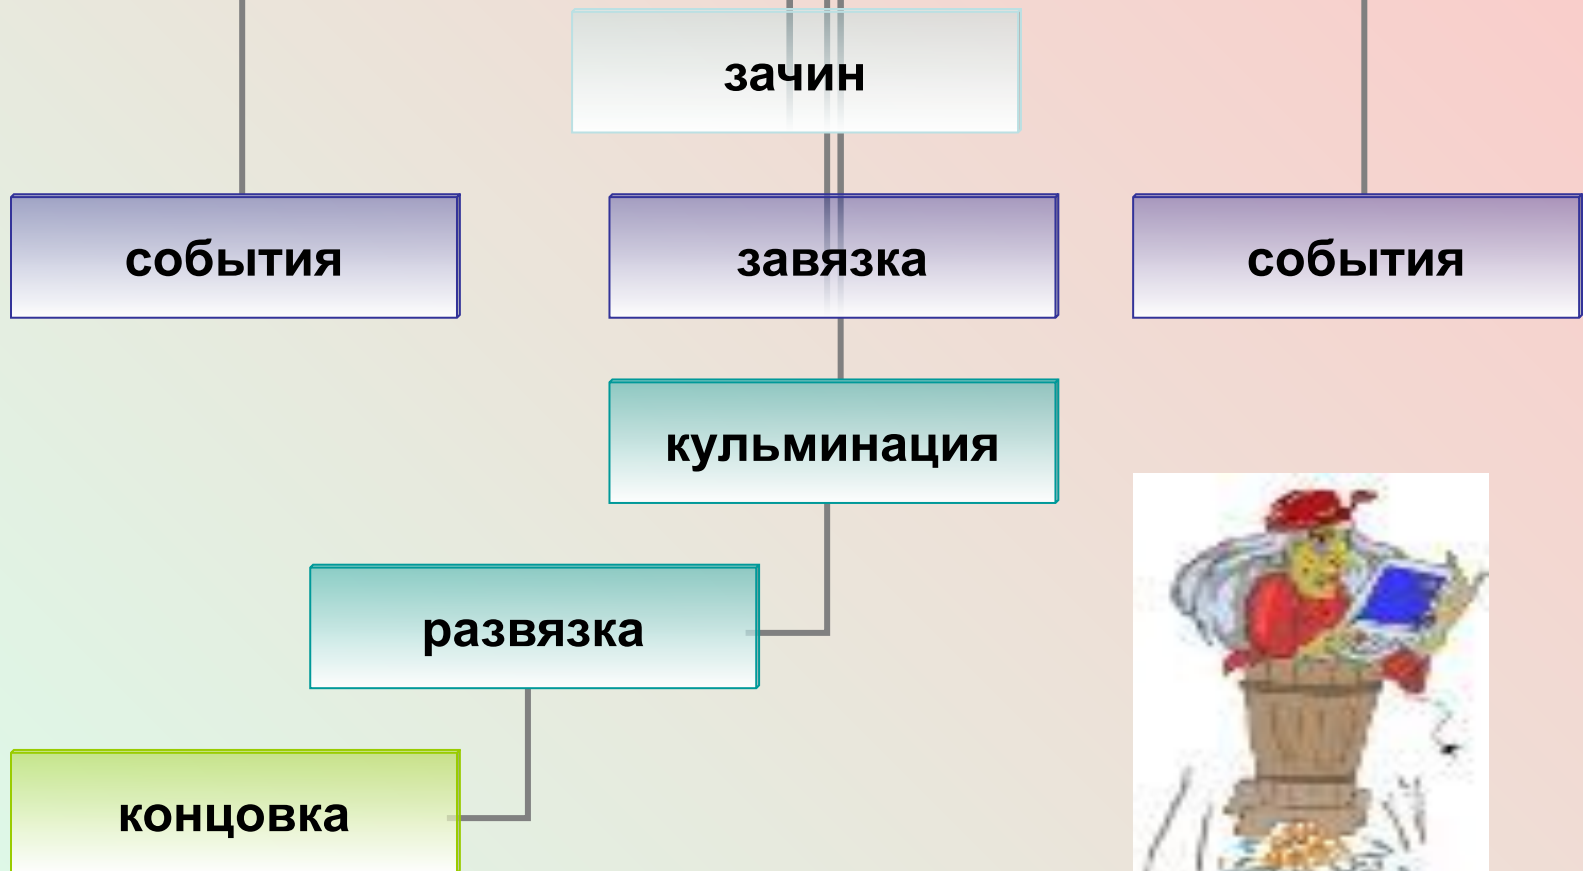 зачин
события
завязка
события
кульминация
развязка
концовка